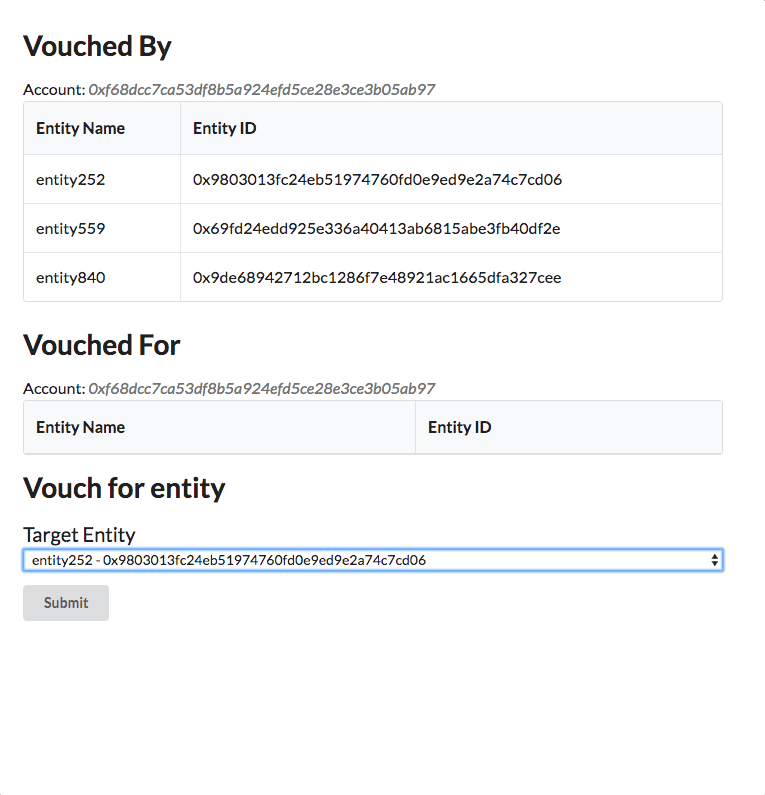 Vouched By
Account: 0xf68dcc7ca53df8b5a924efd5ce28e3ce3b05ab97
Entity Name Entity ID
entity252 0x9803013fc24eb51974760fd0e9ed9e2a74c7cd06
entity559 0x69fd24edd925e336a40413ab6815abe3fb40df2e
entity840 0x9de68942712bc1286f7e48921ac1665dfa327cee
Vouched For
Account: 0xf68dcc7ca53df8b5a924efd5ce28e3ce3b05ab97
Entity Name Entity ID
Vouch for entity
Target Entity
entity252 - 0x9803013fc24eb51974760fd0e9ed9e2a74c7cd06
Submit